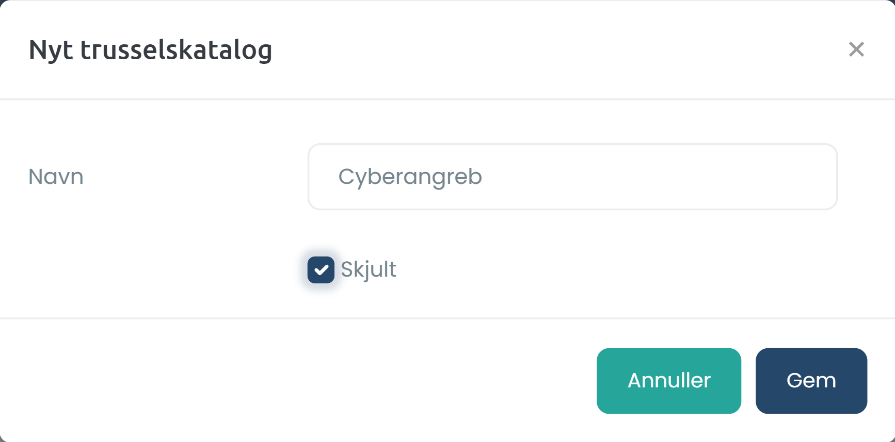 Nyt trusselskatalog
Navn
Cyberangreb
Skjult
Annuller
Gem